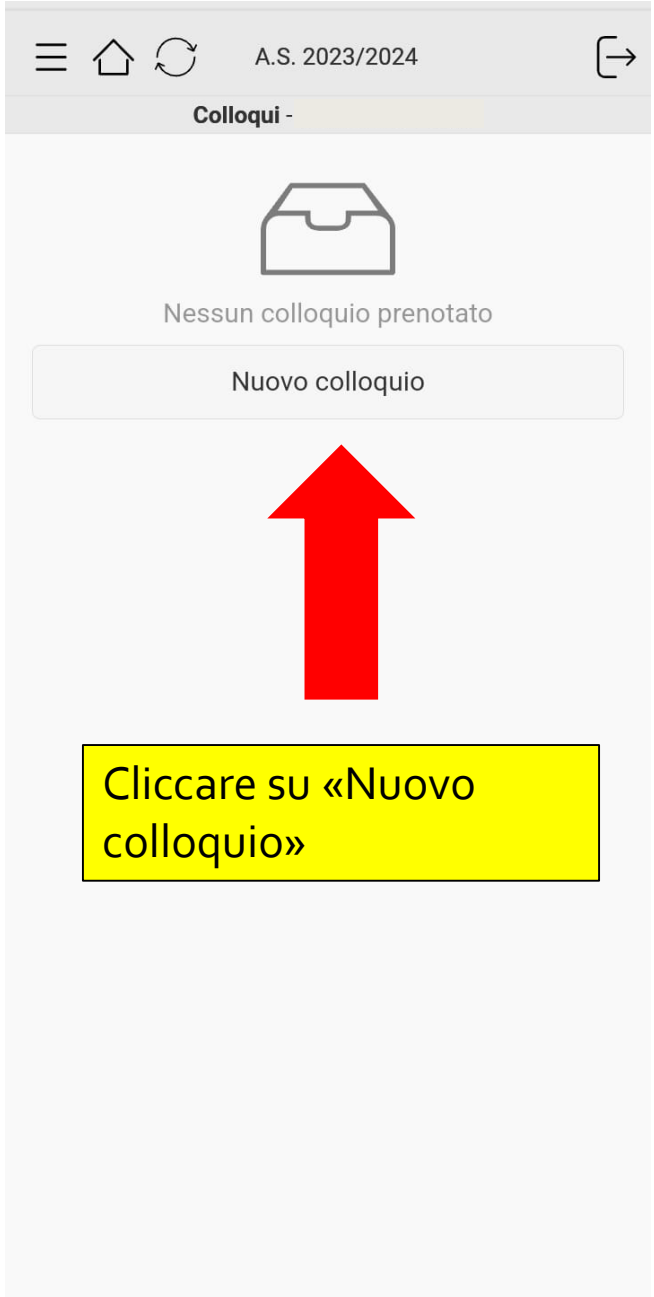 A.S. 2023/2024
Colloqui -
Nessun colloquio prenotato
Nuovo colloquio
Cliccare su «Nuovo
colloquio»